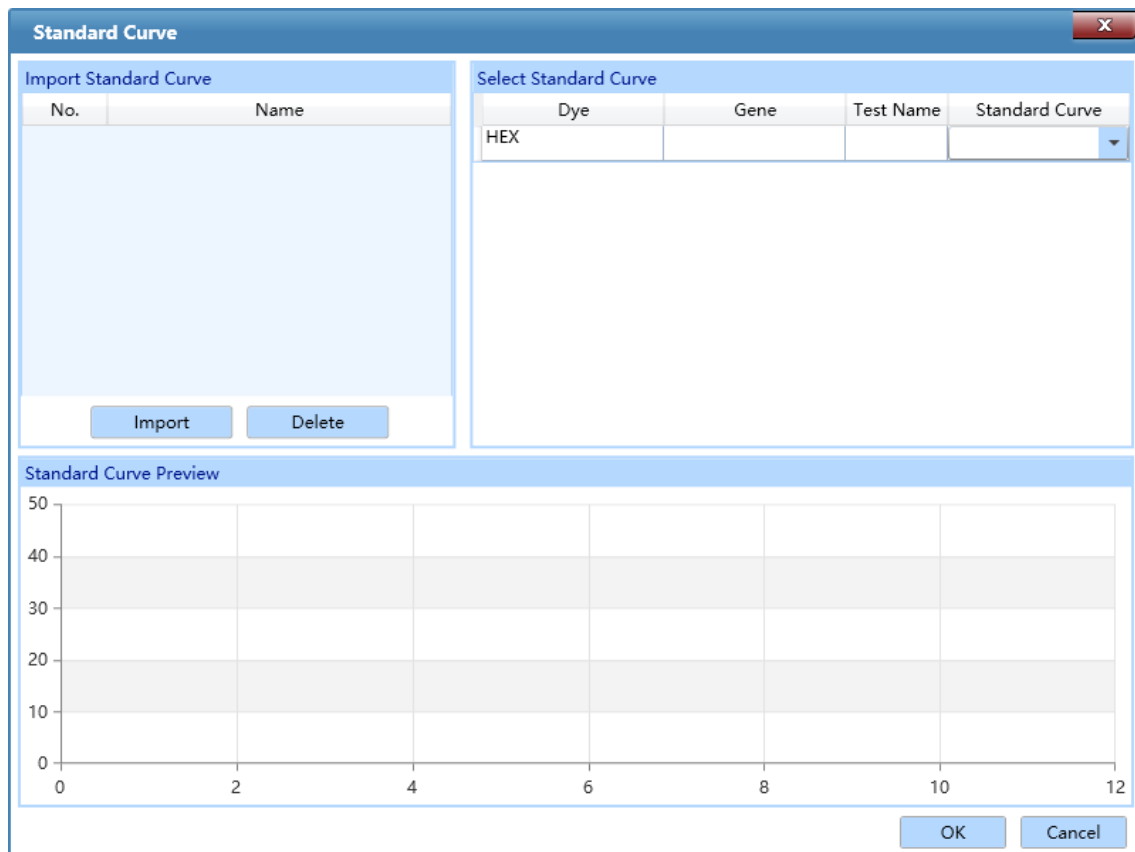 Standard Curve
X
Import Standard Curve
No. Name
Import Delete
Select Standard Curve
Dye Gene Test Name Standard Curve
HEX
Standard Curve Preview
50
40
30
20
10
0
0 2 4 6 8 10 12
OK Cancel